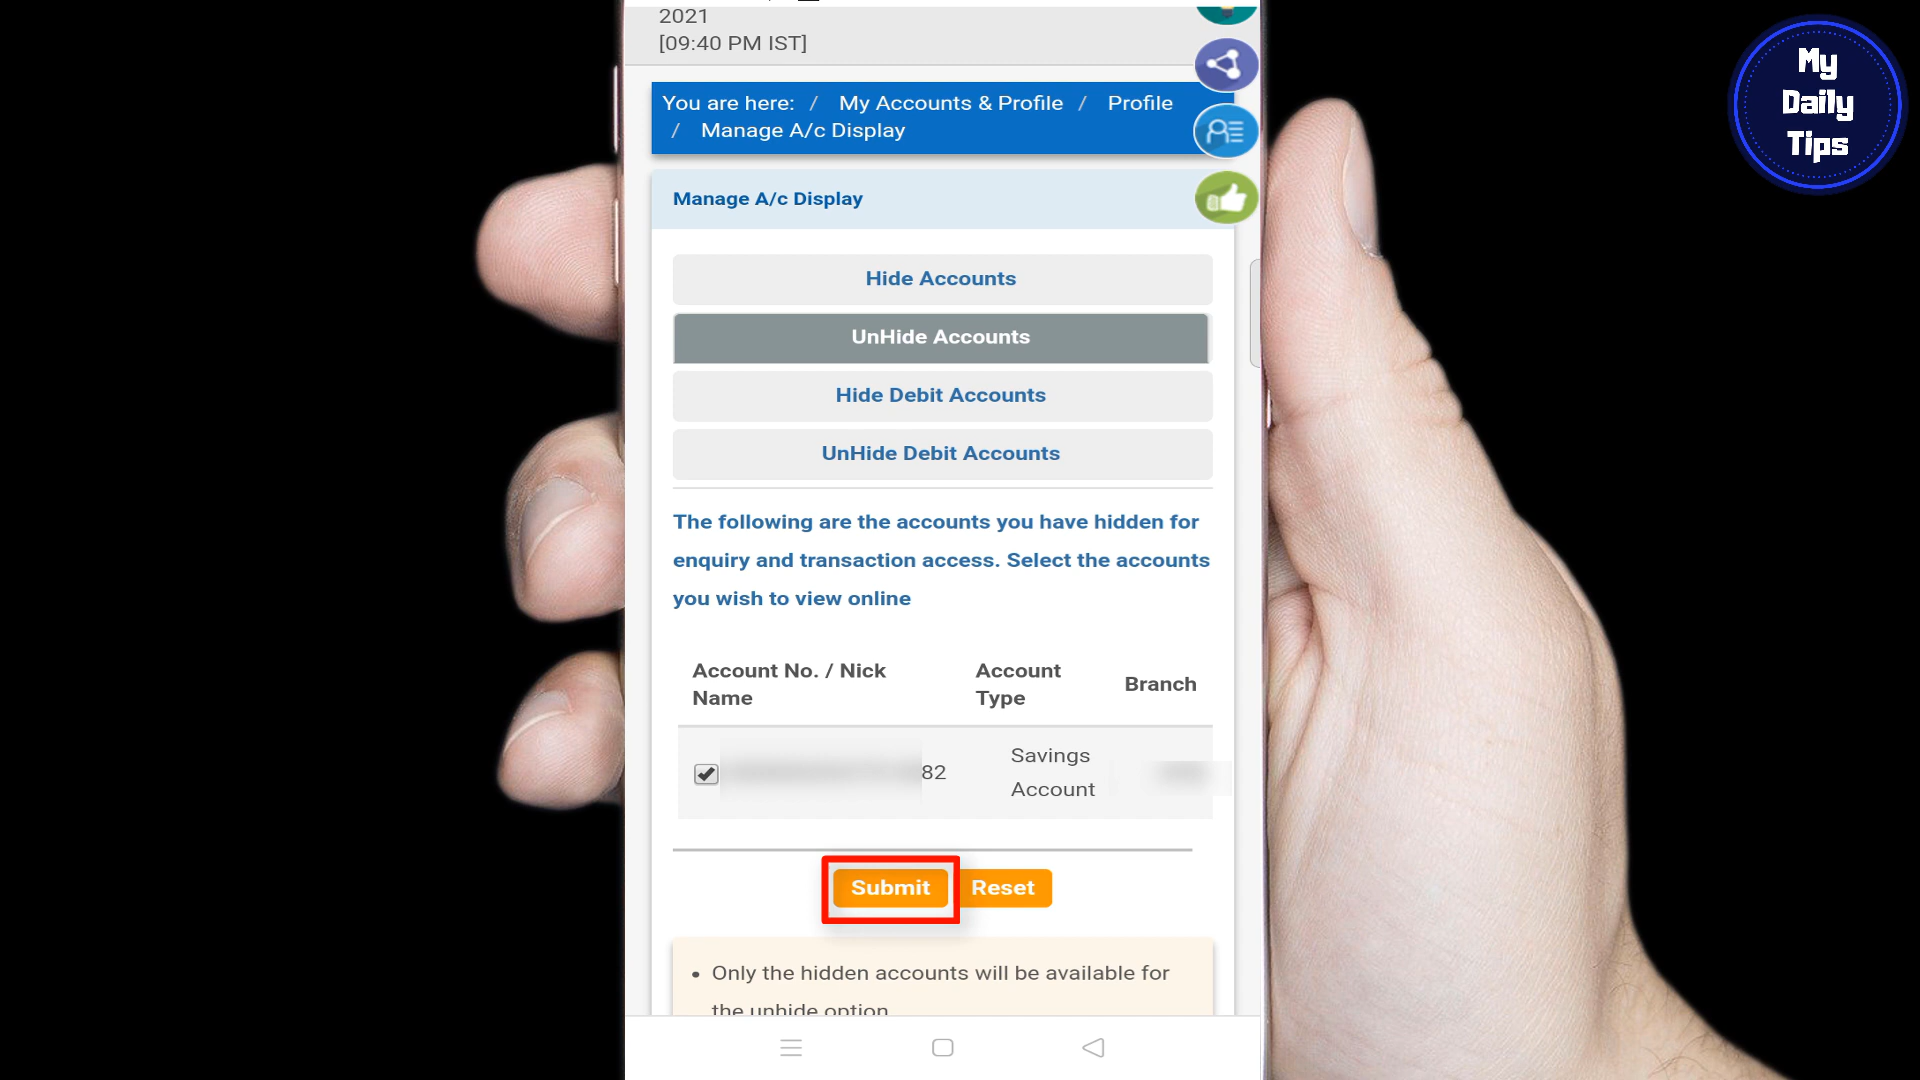 2021
[09:40 PM IST]
You are here: / My Accounts & Profile / Profile
/ Manage A/c Display
Manage A/c Display
Hide Accounts
UnHide Accounts
Hide Debit Accounts
UnHide Debit Accounts
The following are the accounts you have hidden for
enquiry and transaction access. Select the accounts
you wish to view online
Account No. / Nick
Name
Account
Type
Branch
82
Savings
Account
Submit
Reset
• Only the hidden accounts will be available for
the unhide option
My
Daily
Tips